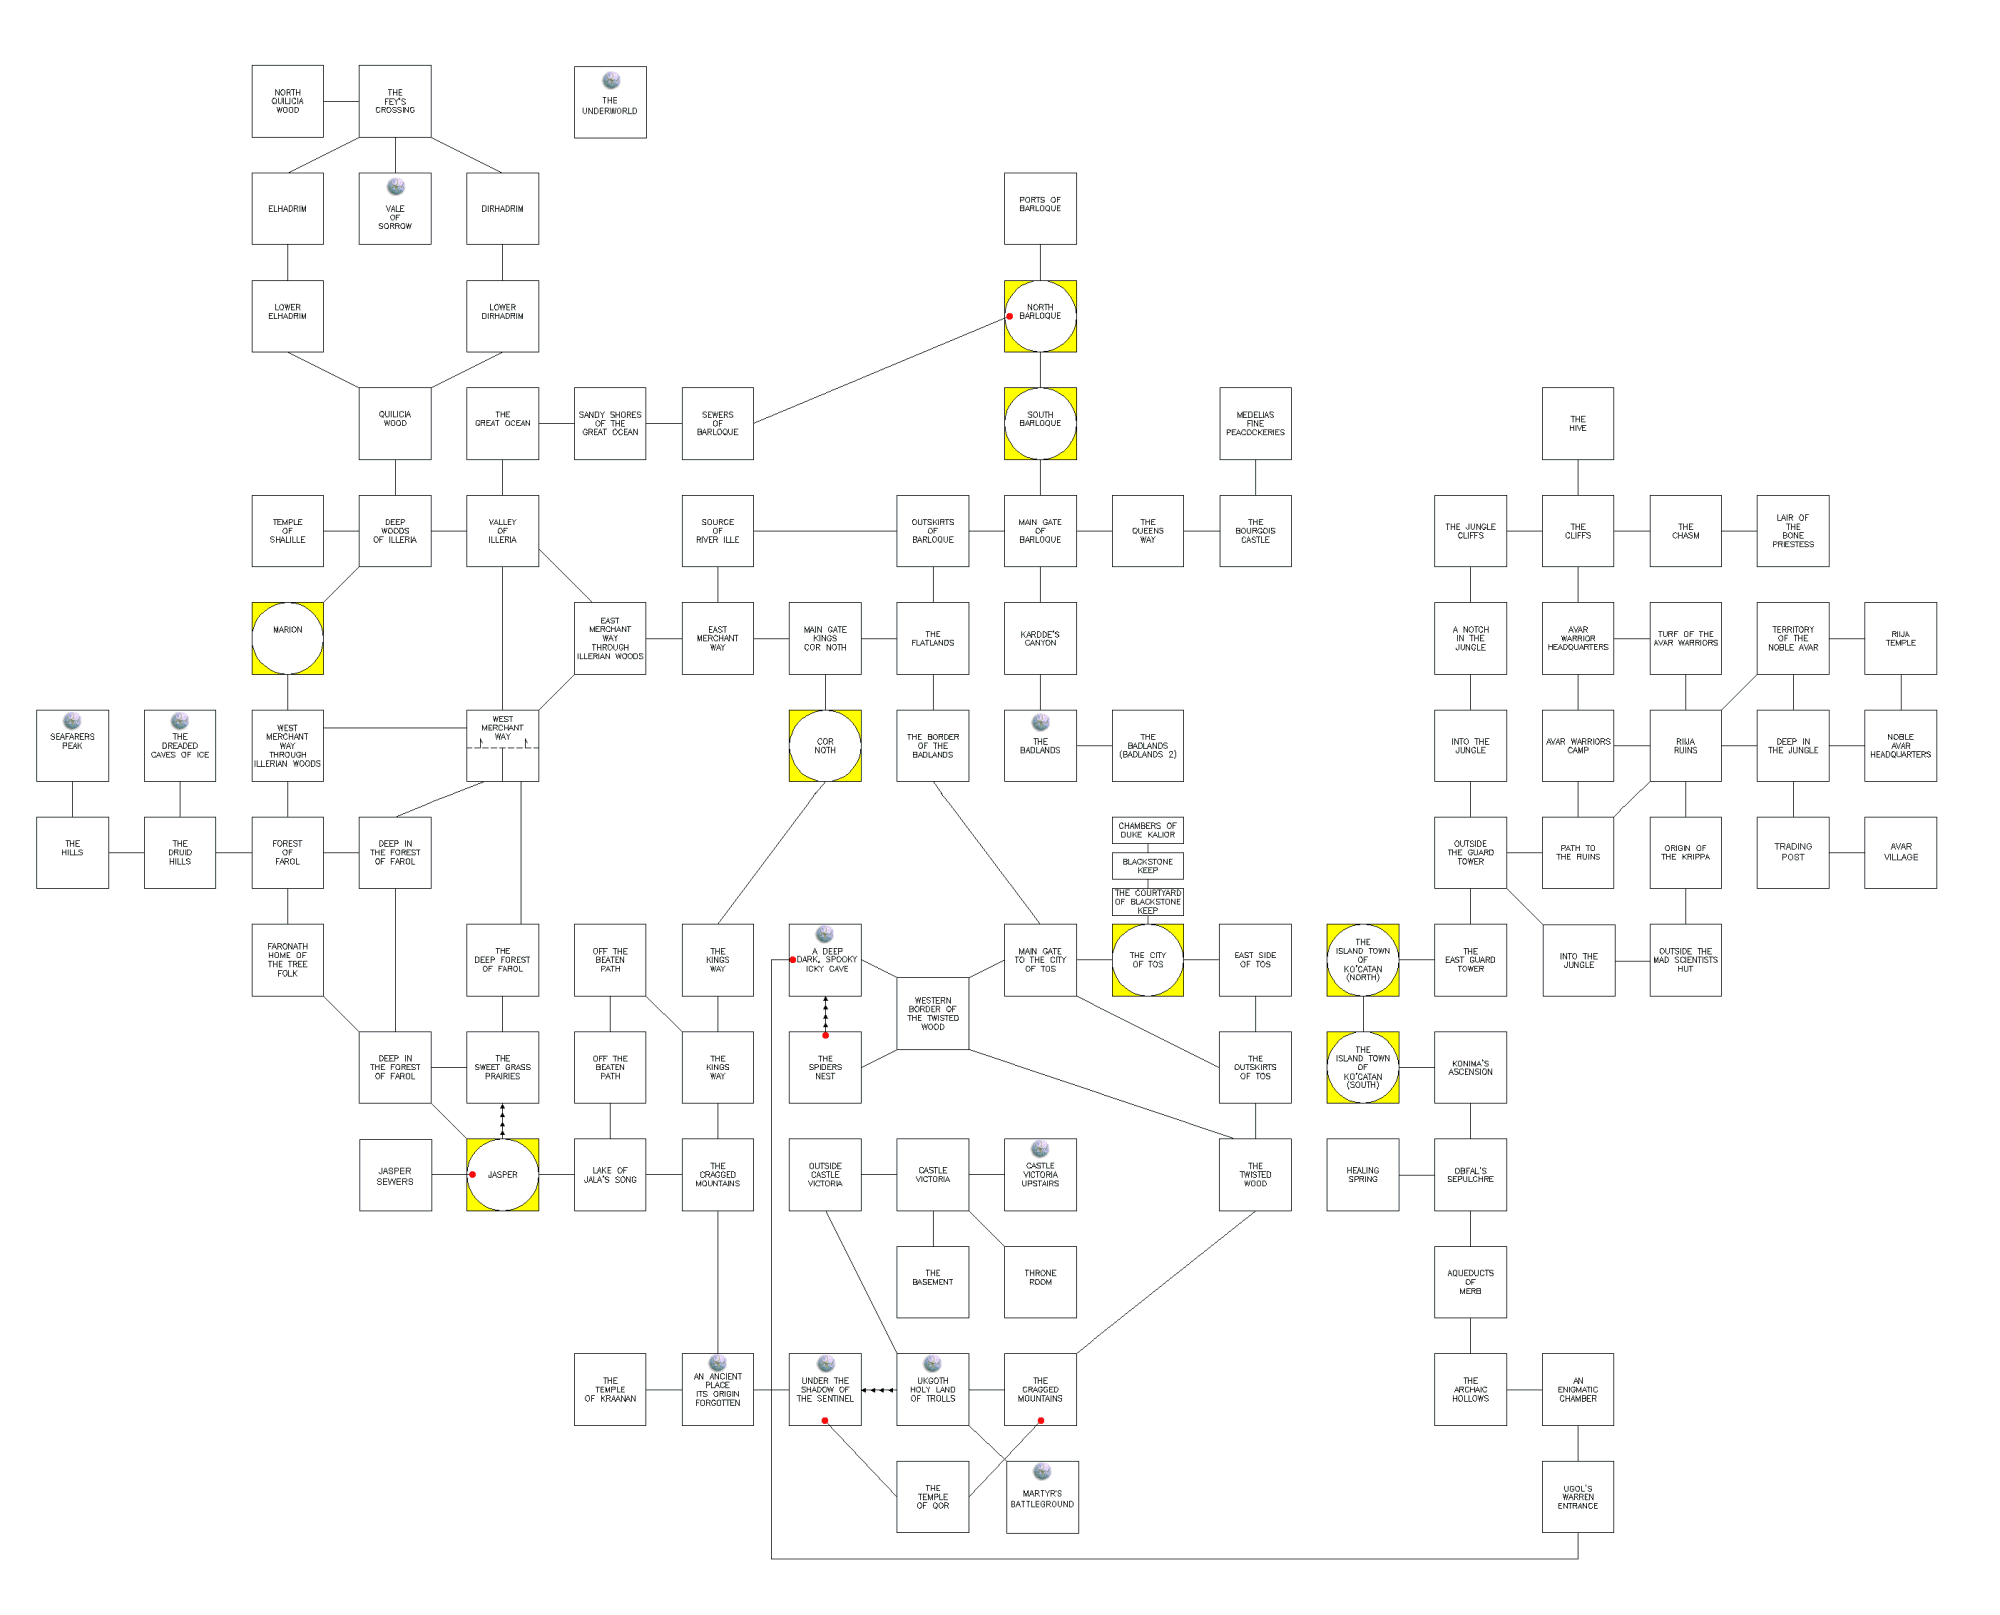 NORTH
QUILICIA
WOOD
THE
FEY'S
CROSSING
THE
UNDERWORLD
ELHADRIM
VALE
OF
SORROW
DIRHADRIM
PORTS OF
BARLOQUE
LOWER
ELHADRIM
LOWER
DIRHADRIM
NORTH
BARLOQUE
QUILICIA
WOOD
THE
GREAT OCEAN
SANDY SHORES
OF THE
GREAT OCEAN
SEWERS
OF
BARLOQUE
SOUTH
BARLOQUE
MEDELIA'S
FINE
PEACOCKERIES
THE
HIVE
TEMPLE
OF
SHALILLE
DEEP
WOODS
OF ILLERIA
VALLEY
OF
ILLERIA
SOURCE
OF
RIVER ILLE
OUTSKIRTS
OF
BARLOQUE
MAIN GATE
OF
BARLOQUE
THE
QUEENS
WAY
THE
BOURGOIS
CASTLE
THE JUNGLE
CLIFFS
THE
CLIFFS
THE
CHASM
LAIR OF
THE
BONE
PRIESTESS
MARION
EAST
MERCHANT
WAY
THROUGH
ILLERIAN WOODS
EAST
MERCHANT
WAY
MAIN GATE
KINGS
COR NOTH
THE
FLATLANDS
KARDDE'S
CANYON
A NOTCH
IN THE
JUNGLE
AVAR
WARRIOR
HEADQUARTERS
TURF OF THE
AVAR WARRIORS
TERRITORY
OF THE
NOBLE AVAR
RIIJA
TEMPLE
SEAFARERS
PEAK
THE
DREADED
CAVES OF ICE
WEST
MERCHANT
WAY
THROUGH
ILLERIAN WOODS
WEST
MERCHANT
WAY
COR
NOTH
THE BORDER
OF THE
BADLANDS
THE
BADLANDS
THE
BADLANDS
(BADLANDS 2)
INTO THE
JUNGLE
AVAR WARRIORS
CAMP
RIIJA
RUINS
DEEP IN
THE JUNGLE
NOBLE
AVAR
HEADQUARTERS
THE
HILLS
THE
DRUID
HILLS
FOREST
OF
FAROL
DEEP IN
THE FOREST
OF FAROL
CHAMBERS OF
DUKE KALIOR
BLACKSTONE
KEEP
THE COURTYARD
OF BLACKSTONE
KEEP
OUTSIDE
THE GUARD
TOWER
PATH TO
THE RUINS
ORIGIN OF
THE KRIPPA
TRADING
POST
AVAR
VILLAGE
FARONATH
HOME OF
THE TREE
FOLK
THE
DEEP FOREST
OF FAROL
OFF THE
BEATEN
PATH
THE
KINGS
WAY
A DEEP
DARK, SPOOKY
ICKY CAVE
WESTERN
BORDER OF
THE TWISTED
WOOD
MAIN GATE
TO THE CITY
OF TOS
THE CITY
OF TOS
EAST SIDE
OF TOS
THE
ISLAND TOWN
OF
KO'CATAN
(NORTH)
THE
EAST GUARD
TOWER
INTO THE
JUNGLE
OUTSIDE THE
MAD SCIENTISTS
HUT
DEEP IN
THE FOREST
OF FAROL
THE
SWEET GRASS
PRAIRIES
OFF THE
BEATEN
PATH
THE
KINGS
WAY
THE
SPIDERS
NEST
THE
OUTSKIRTS
OF TOS
THE
ISLAND TOWN
OF
KO'CATAN
(SOUTH)
KONIMA'S
ASCENSION
JASPER
SEWERS
JASPER
LAKE OF
JALA'S SONG
THE
CRAGGED
MOUNTAINS
OUTSIDE
CASTLE
VICTORIA
CASTLE
VICTORIA
CASTLE
VICTORIA
UPSTAIRS
THE
TWISTED
WOOD
HEALING
SPRING
OBFAL'S
SEPULCHRE
THE
BASEMENT
THRONE
ROOM
AQUEDUCTS
OF
MERB
THE
TEMPLE
OF KRAANAN
AN ANCIENT
PLACE
ITS ORIGIN
FORGOTTEN
UNDER THE
SHADOW OF
THE SENTINEL
UKGOTH
HOLY LAND
OF TROLLS
THE
CRAGGED
MOUNTAINS
THE
ARCHAIC
HOLLOWS
AN
ENIGMATIC
CHAMBER
THE
TEMPLE
OF QOR
MARTYR'S
BATTLEGROUND
UGOL'S
WARREN
ENTRANCE